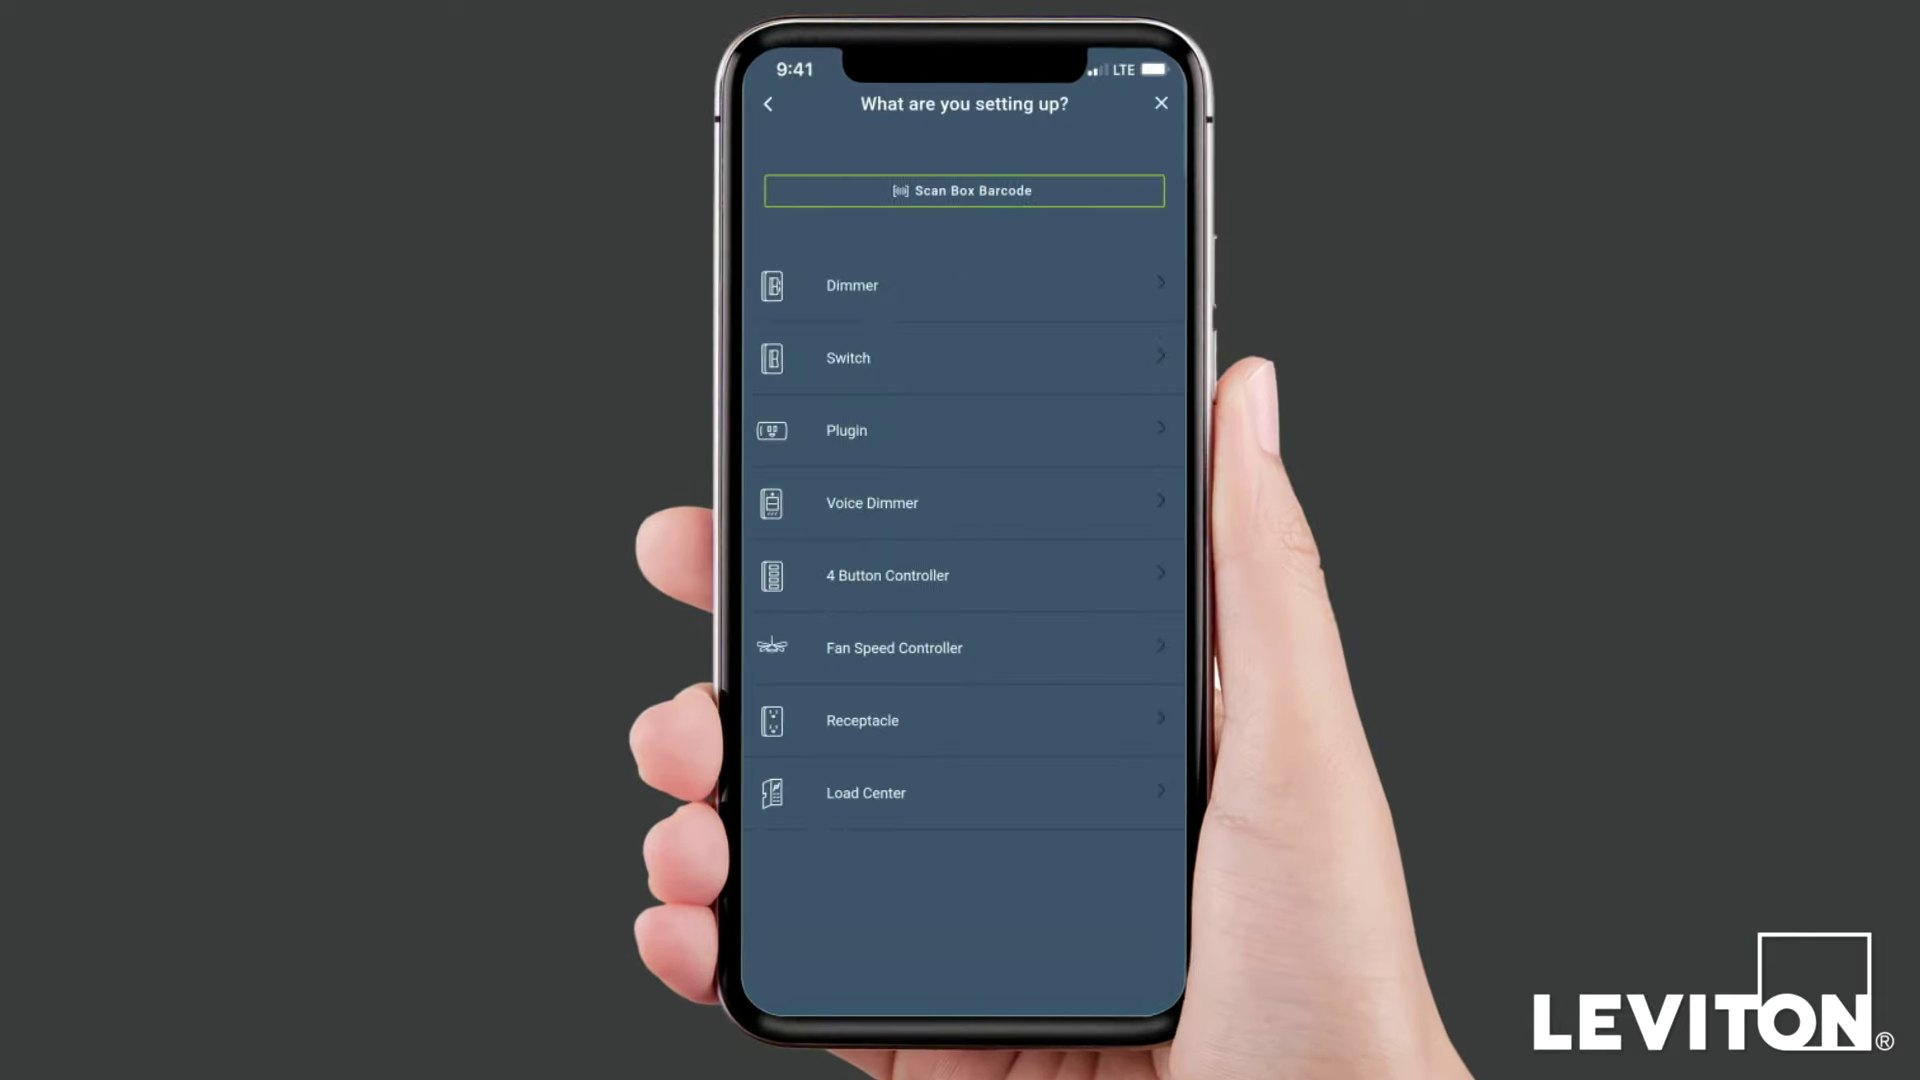 9:41
LTE
What are you setting up?
Scan Box Barcode
Dimmer
Switch
Plugin
Voice Dimmer
4 Button Controller
Fan Speed Controller
Receptacle
Load Center
LEVITON®